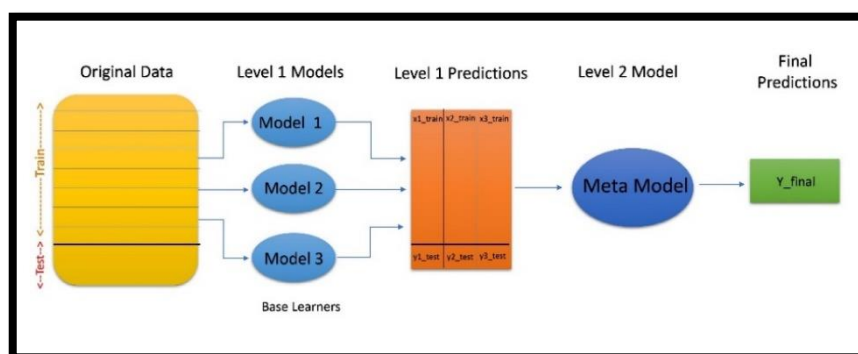 Original Data
Level 1 Models
Level 1 Predictions
Level 2 Model
Final
Predictions
<--Test--> <---------Train--------->
Model 1
Model 2
Model 3
Base Learners
x1_train x2_train x3_train
y1_test y2_test y3_test
Meta Model
Y_final